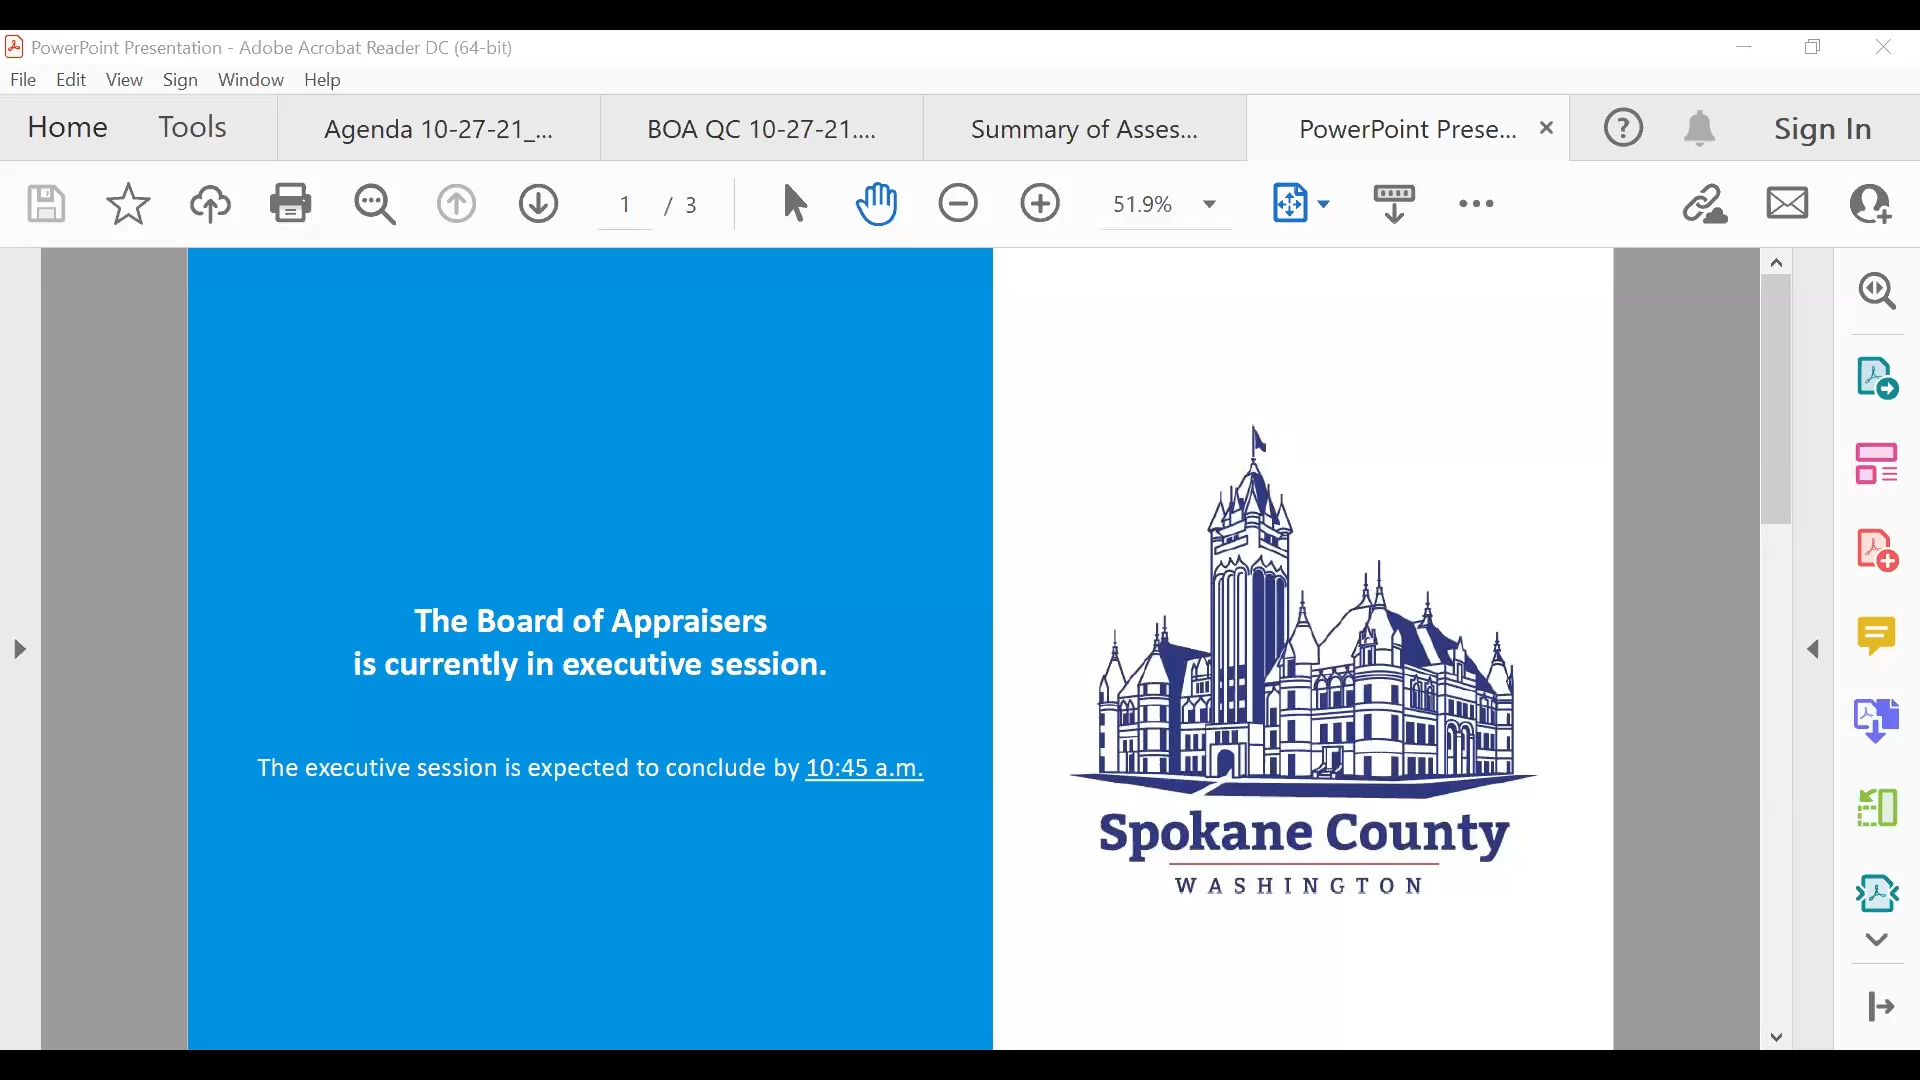 PowerPoint Presentation - Adobe Acrobat Reader DC (64-bit)
File Edit View Sign Window Help
Home Tools Agenda 10-27-21_... BOA QC 10-27-21.... Summary of Asses... PowerPoint Prese... Sign In
1 / 3 51.9%
The Board of Appraisers
is currently in executive session.
The executive session is expected to conclude by 10:45 a.m.
Spokane County
WASHINGTON